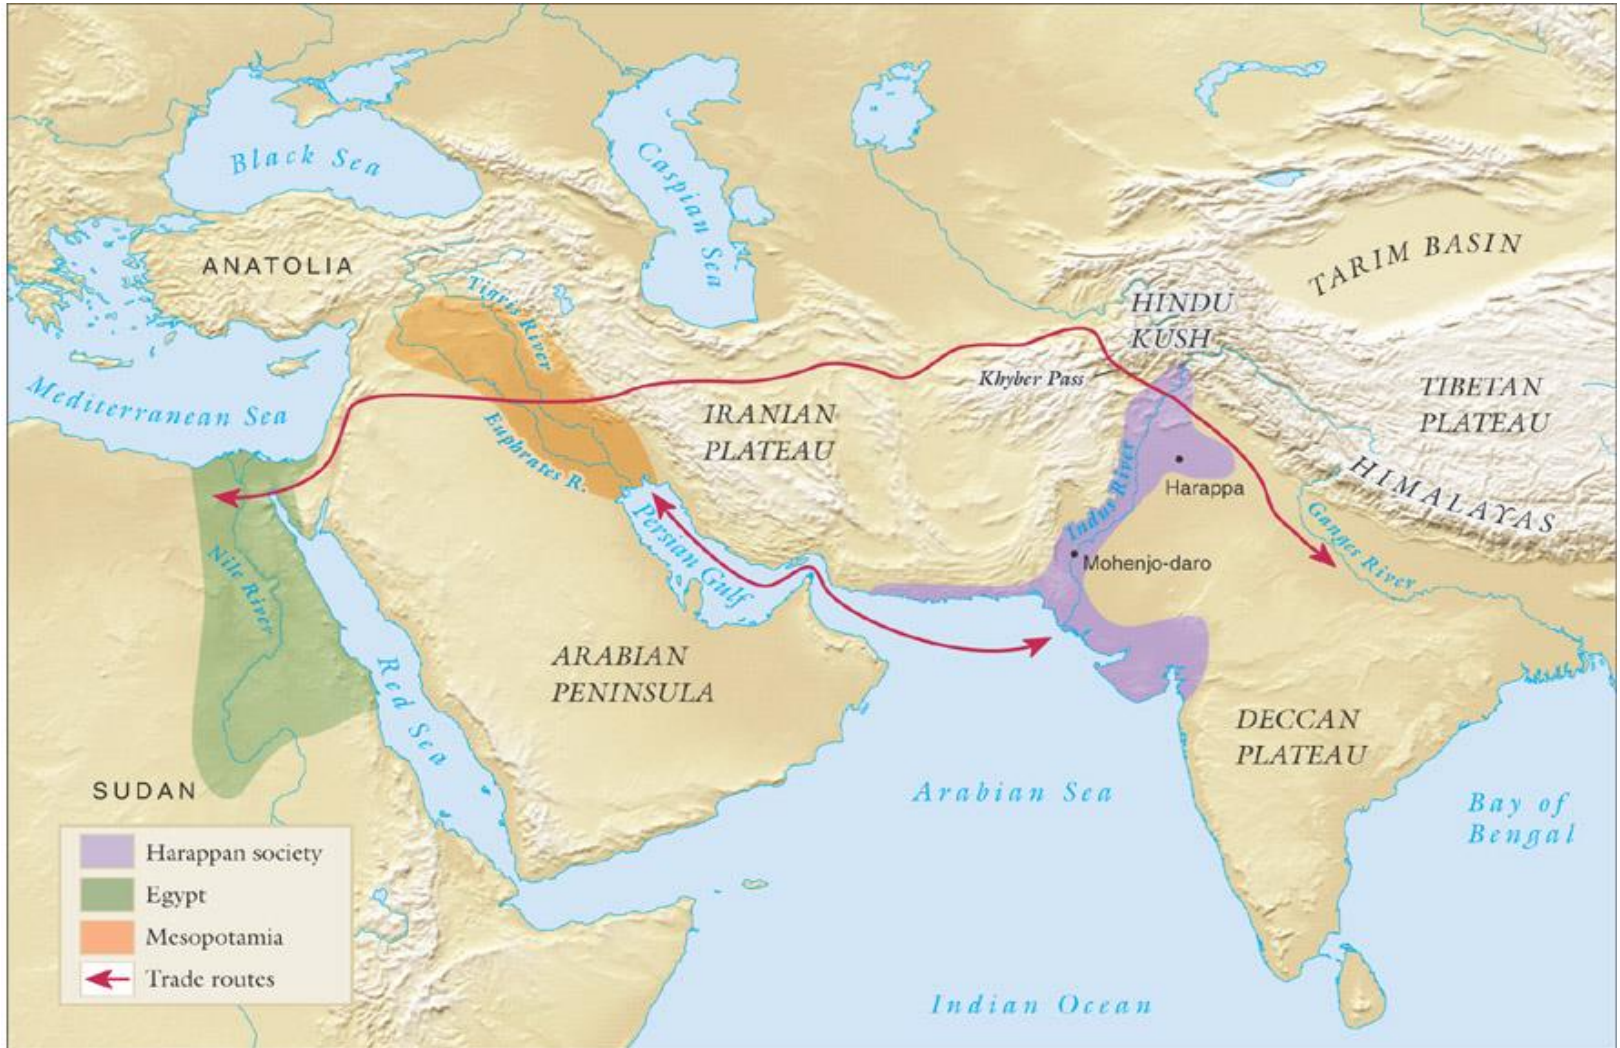 Black Sea
Caspian Sea
ANATOLIA
Tigris River
TARIM BASIN
HINDU
KUSH
Khyber Pass
Mediterranean Sea
Euphrates R.
IRANIAN
PLATEAU
TIBETAN
PLATEAU
HIMALAYAS
Harappa
Indus River
Ganges River
Mohenjo-daro
Nile River
Persian Gulf
Red Sea
ARABIAN
PENINSULA
DECCAN
PLATEAU
SUDAN
Arabian Sea
Bay of
Bengal
Harappan society
Egypt
Mesopotamia
Trade routes
Indian Ocean